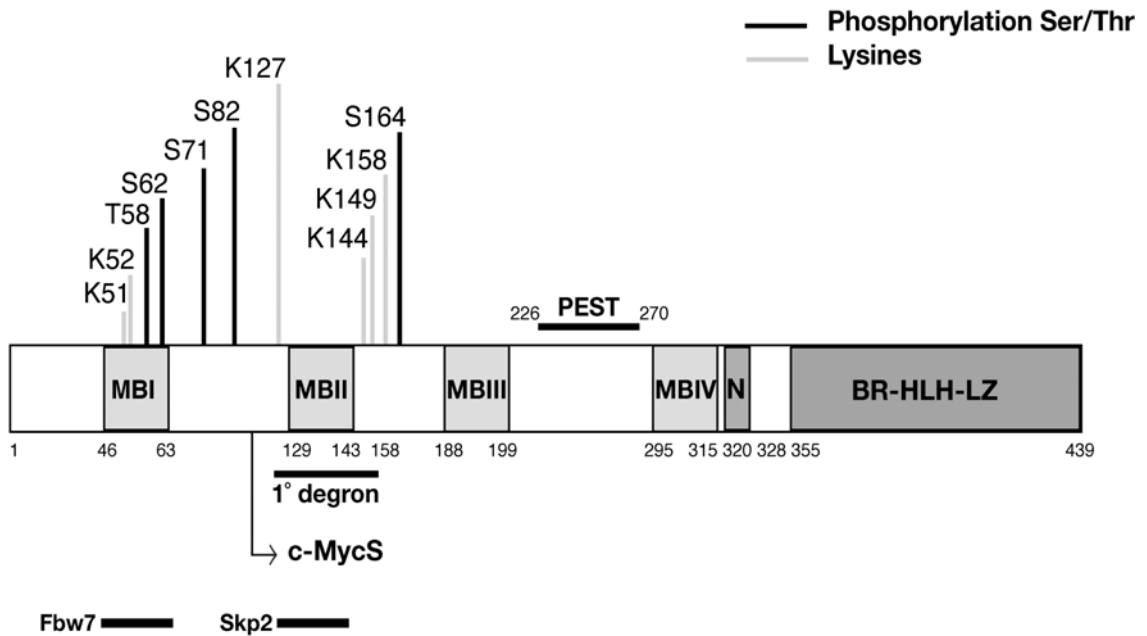 Phosphorylation Ser/Thr
Lysines
K127
S82
S164
S71
K158
S62
K149
T58
K144
K52
K51
226 PEST 270
MBI MBII MBIII MBIV N BR-HLH-LZ
1 46 63 129 143 158 188 199 295 315 320 328 355 439
1° degron
c-MycS
Fbw7 Skp2